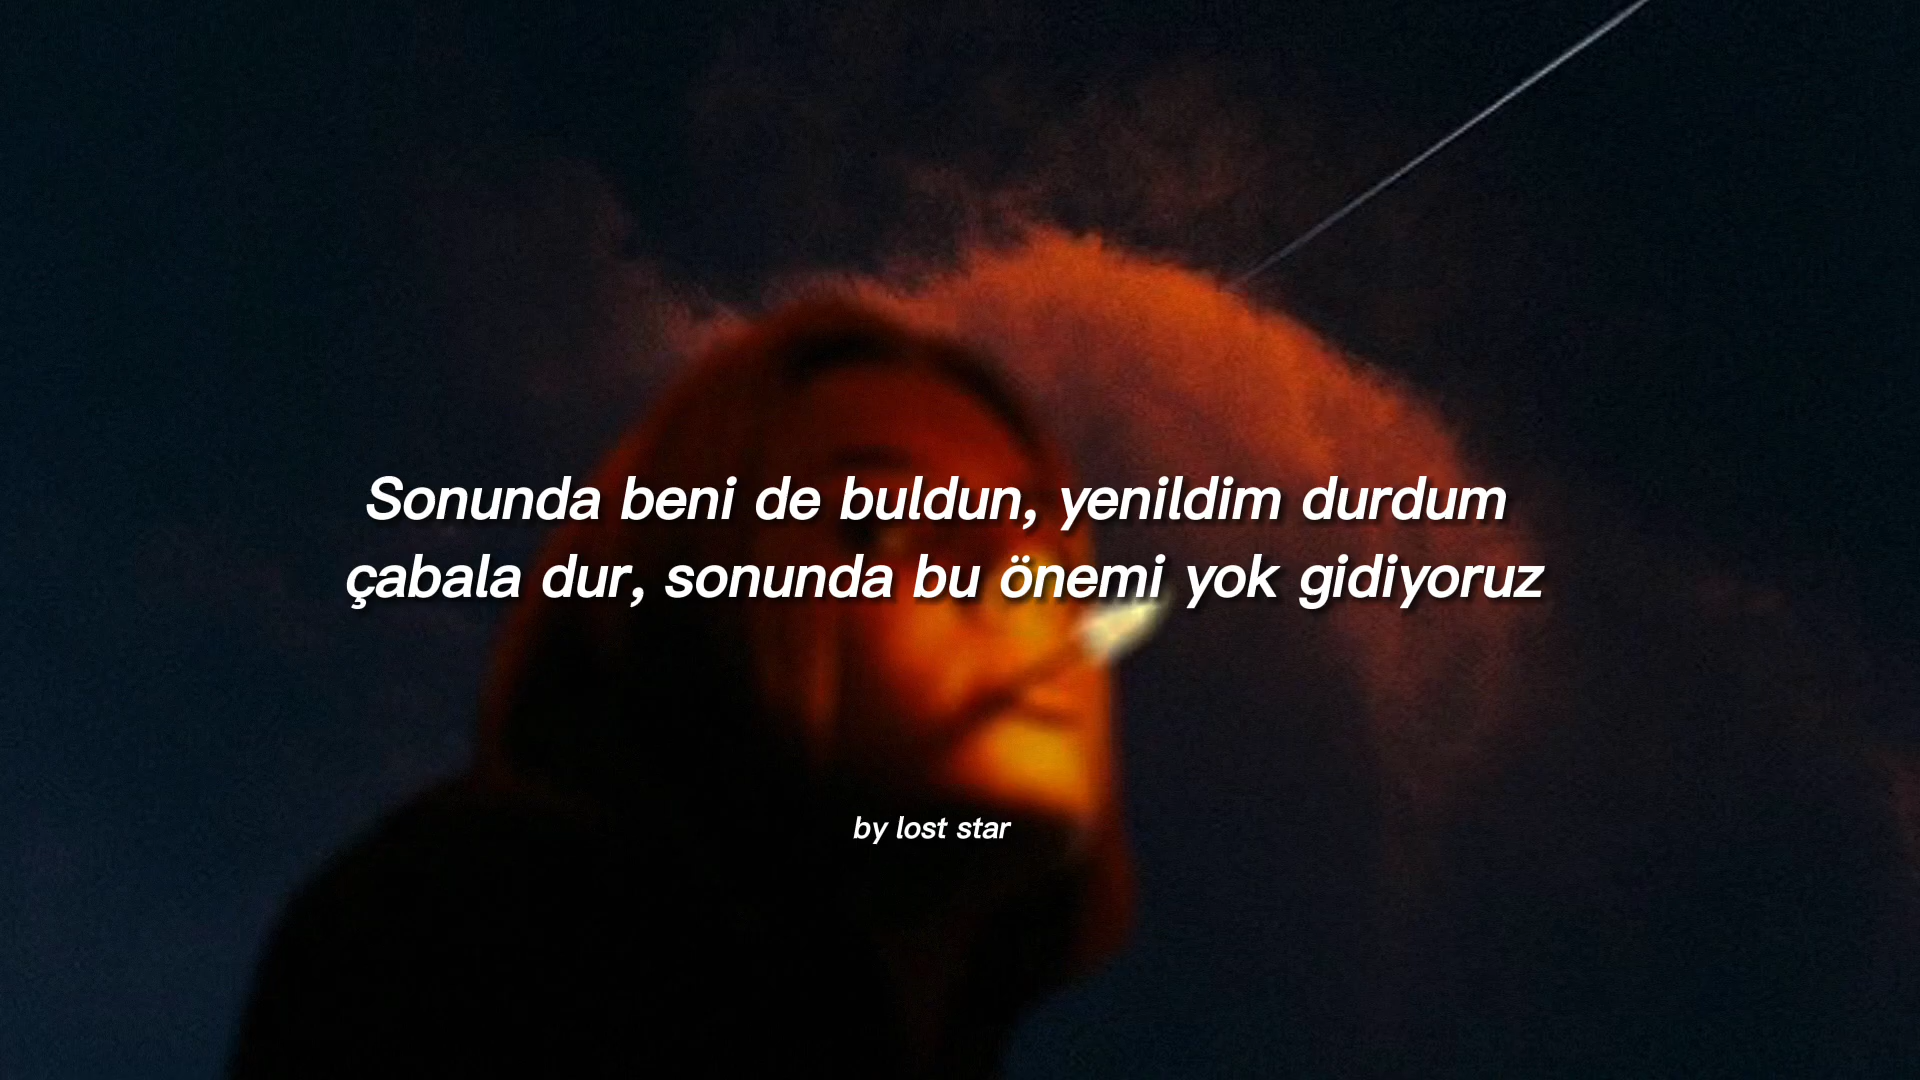 Sonunda beni de buldun, yenildim durdum
çabala dur, sonunda bu önemi yok gidiyoruz
by lost star